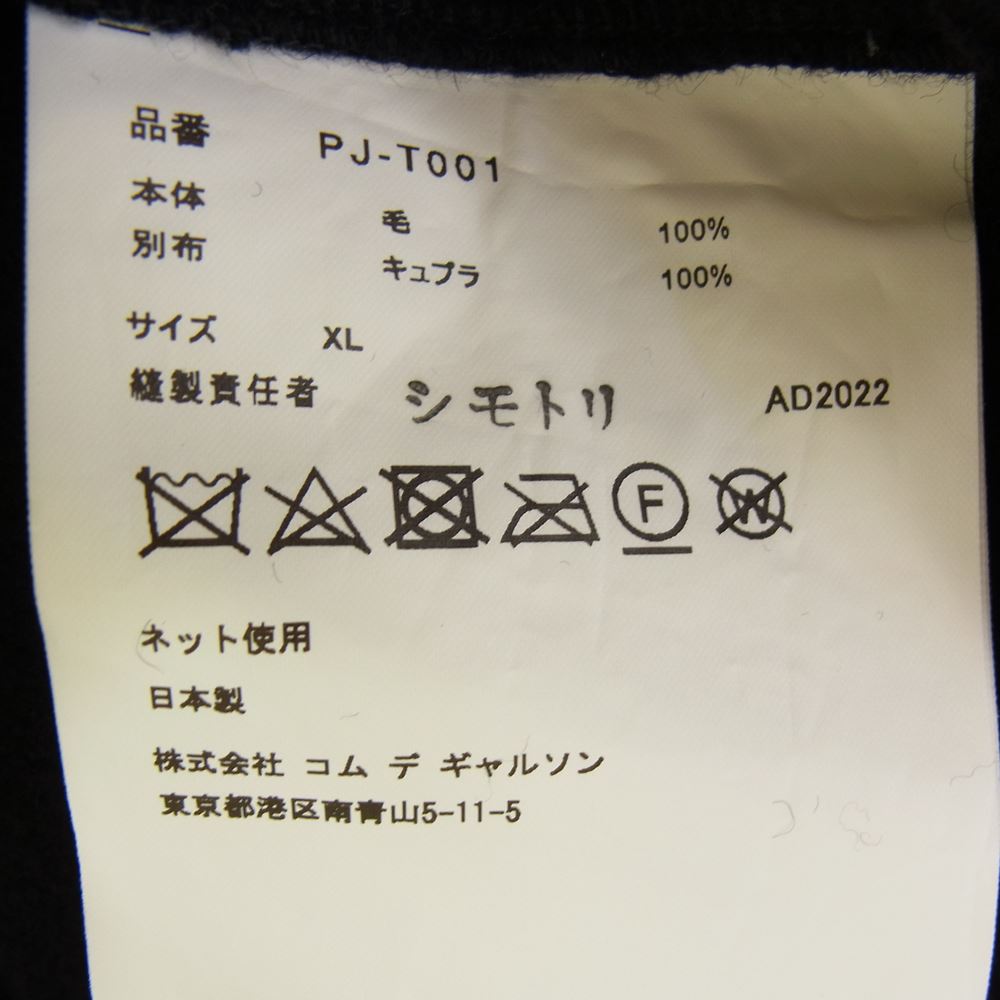 品番 PJ-T001
本体 毛 100%
別布 キュプラ 100%
サイズ XL
縫製責任者 シモトリ AD2022
F W
ネット使用
日本製
株式会社 コム デ ギャルソン
東京都港区南青山5-11-5